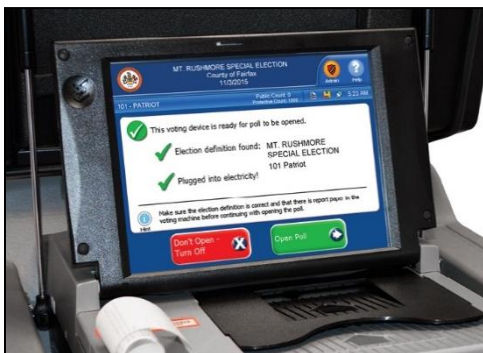 MT. RUSHMORE SPECIAL ELECTION
County of Fairfax
11/3/2015
Admin
Help
101 - PATRIOT
Public Count: 0
Protective Count:
5:23 AM
This voting device is ready for poll to be opened.
Election definition found: MT. RUSHMORE
SPECIAL ELECTION
101 Patriot
Plugged into electricity!
Hint
Make sure the election definition is correct and that there is report paper in the
voting machine before continuing with opening the poll.
Don't Open -
Turn Off
Open Poll